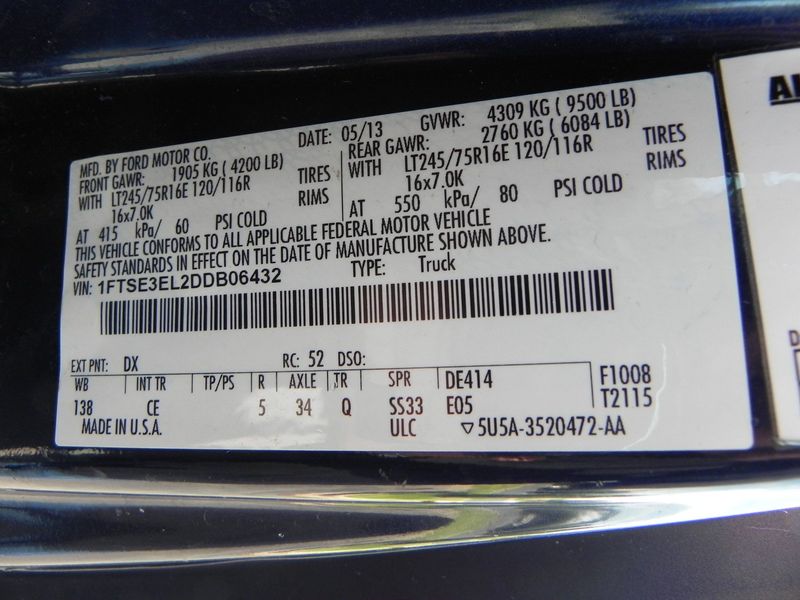 MFD. BY FORD MOTOR CO.
DATE: 05/13
GVWR: 4309 KG ( 9500 LB)
FRONT GAWR: 1905 KG ( 4200 LB)
WITH LT245/75R16E 120/116R TIRES
16x7.0K RIMS
AT 415 kPa/ 60 PSI COLD
REAR GAWR: 2760 KG ( 6084 LB)
WITH LT245/75R16E 120/116R TIRES
16x7.0K RIMS
AT 550 kPa/ 80 PSI COLD
THIS VEHICLE CONFORMS TO ALL APPLICABLE FEDERAL MOTOR VEHICLE
SAFETY STANDARDS IN EFFECT ON THE DATE OF MANUFACTURE SHOWN ABOVE.
VIN: 1FTSE3EL2DDB06432
TYPE: Truck
EXT PNT: DX RC: 52 DSO:
WB INT TR TP/PS R AXLE TR SPR DE414 F1008
138 CE 5 34 Q SS33 E05 T2115
MADE IN U.S.A. ULC ▽5U5A-3520472-AA